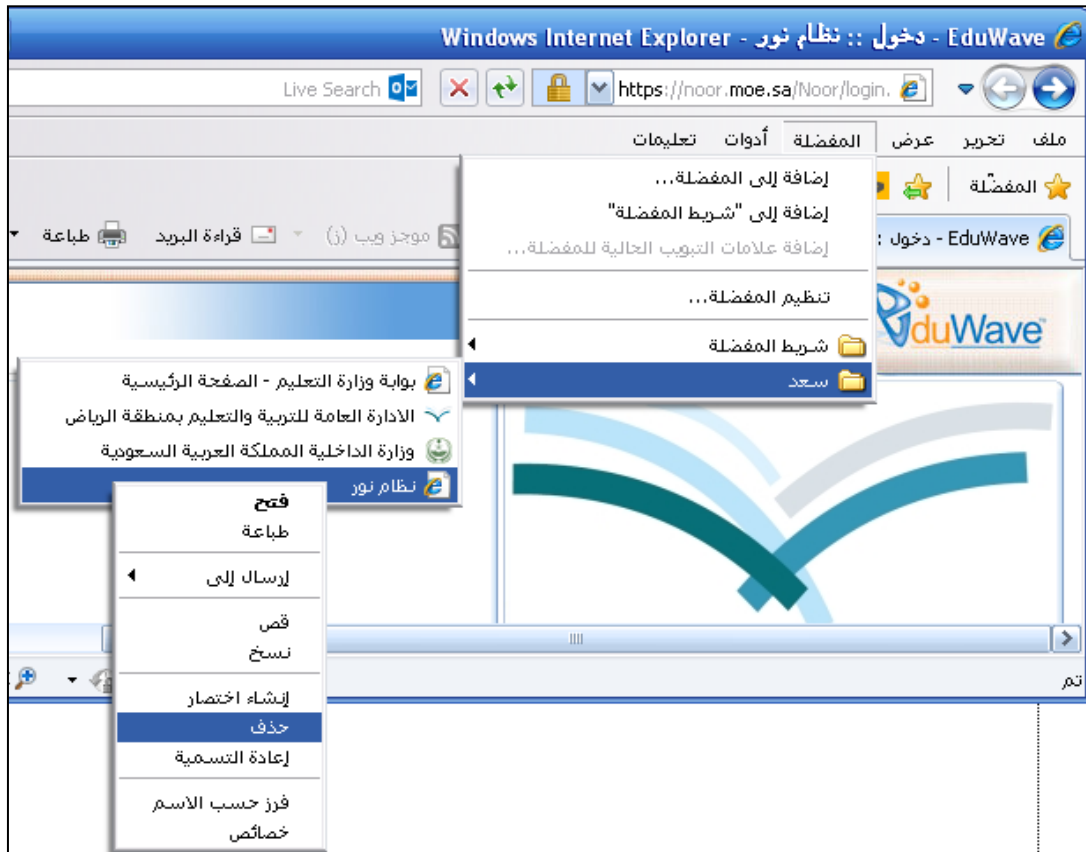 EduWave - دخول :: نظام نور - Windows Internet Explorer
https://noor.moe.sa/Noor/login.
Live Search
ملف تحرير عرض المفضلة أدوات تعليمات
المفضّلة
EduWave - دخول :
موجز ويب (ز) قراءة البريد طباعة
إضافة إلى المفضلة...
إضافة إلى "شريط المفضلة"
إضافة علامات التبويب الحالية للمفضلة...
تنظيم المفضلة...
شريط المفضلة
سعد
EduWave™
بوابة وزارة التعليم - الصفحة الرئيسية
الادارة العامة للتربية والتعليم بمنطقة الرياض
وزارة الداخلية المملكة العربية السعودية
نظام نور
فتح
طباعة
إرسال إلى
قص
نسخ
إنشاء اختصار
حذف
إعادة التسمية
فرز حسب الاسم
خصائص
تم